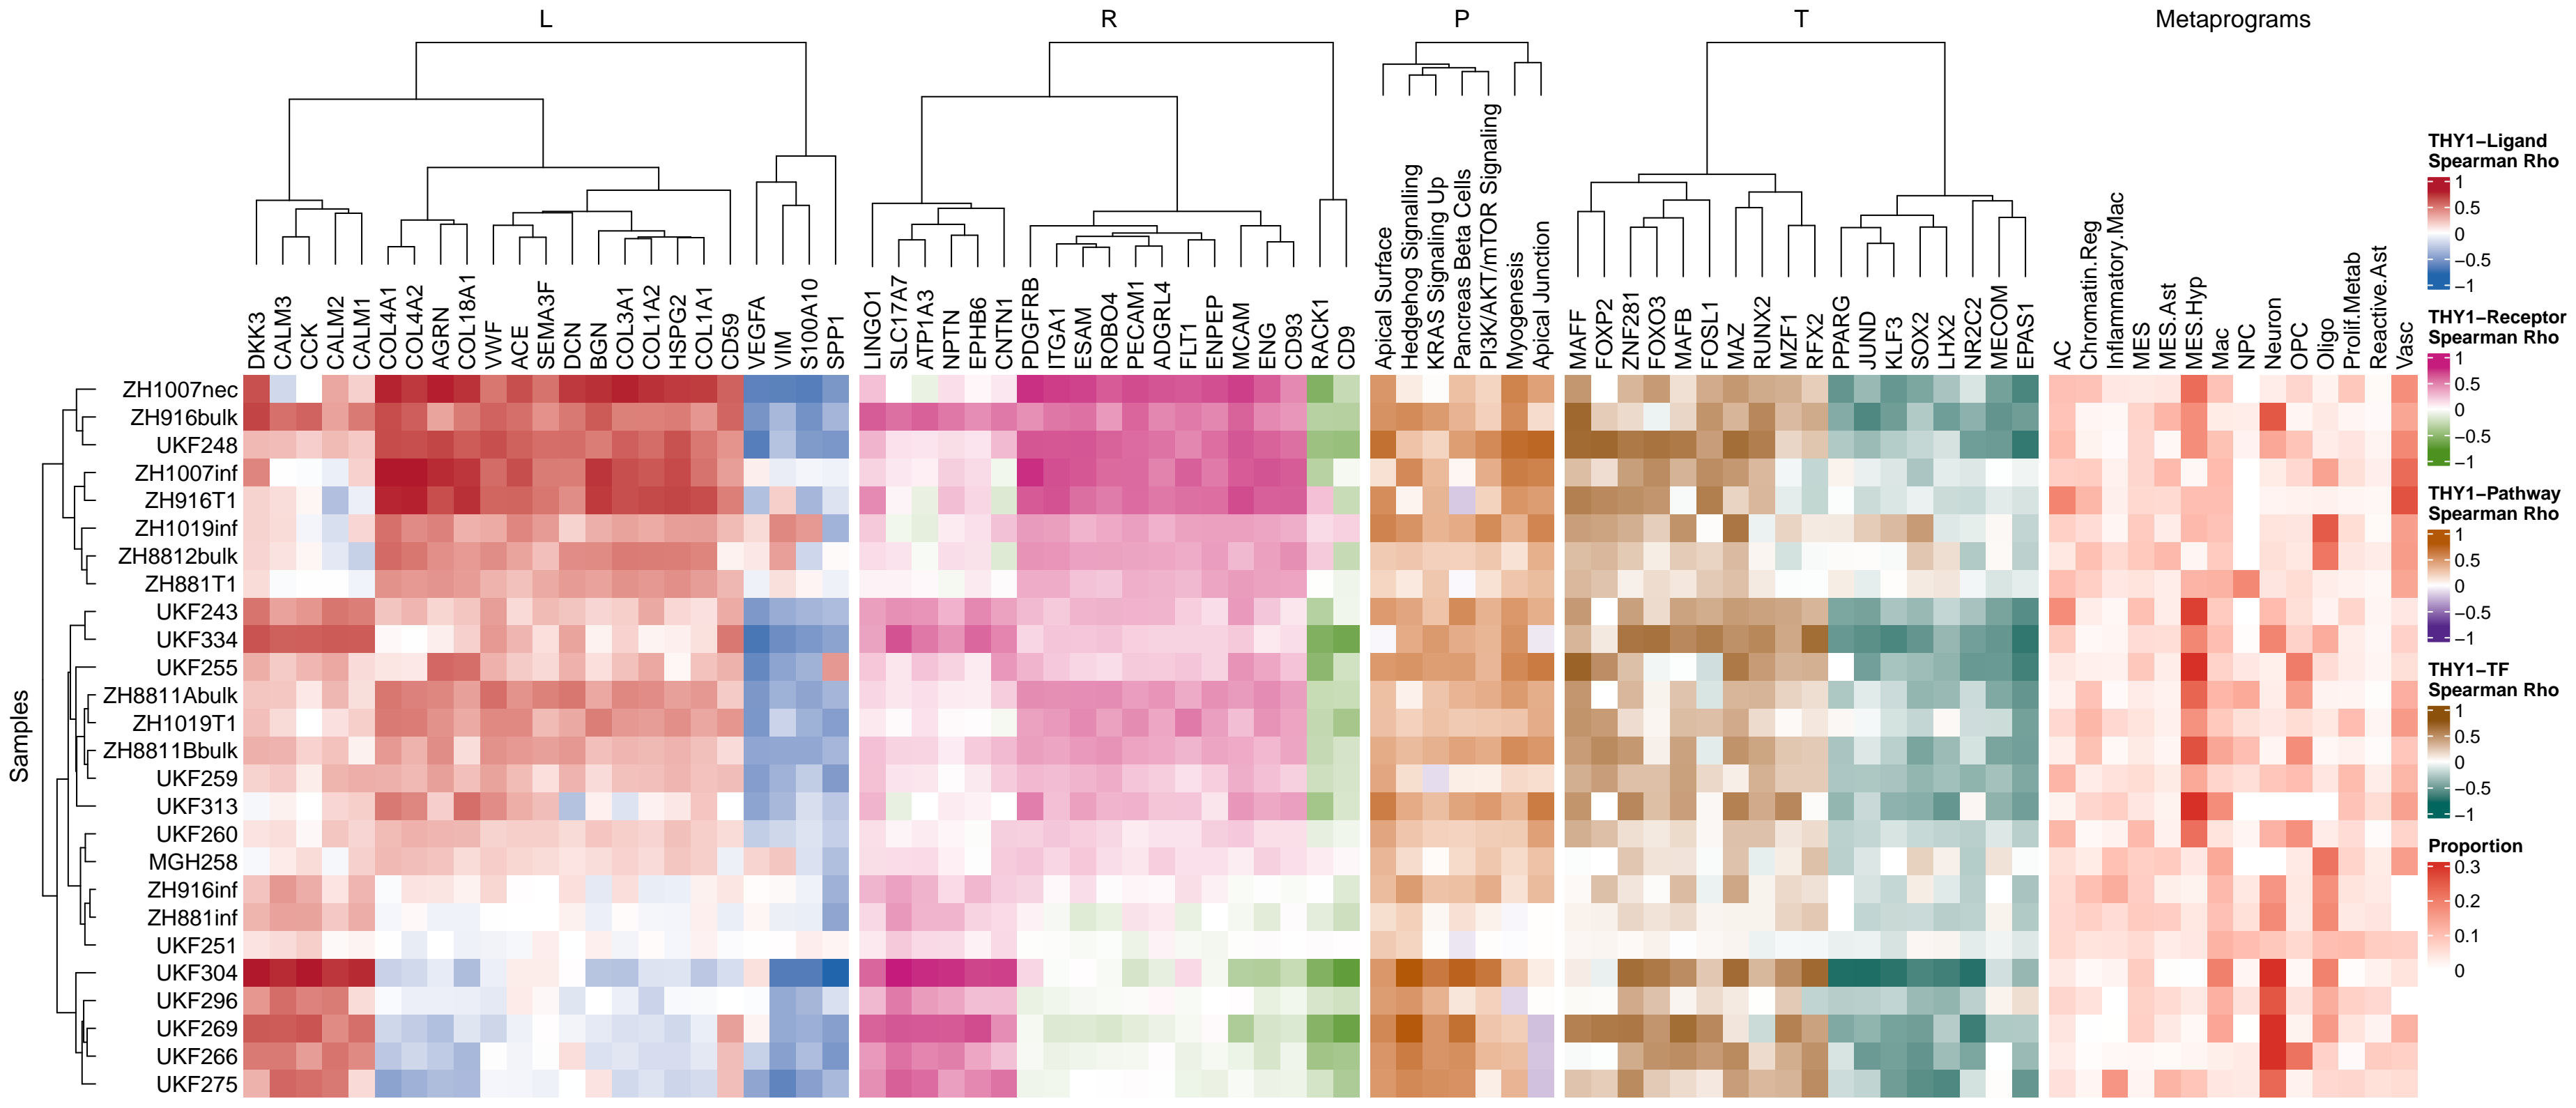 L R P T Metaprograms
DKK3
CALM3
CCK
CALM2
CALM1
COL4A1
COL4A2
AGRN
COL18A1
VWF
ACE
SEMA3F
DCN
BGN
COL3A1
COL1A2
HSPG2
COL1A1
CD59
VEGFA
VIM
S100A10
SPP1
LINGO1
SLC17A7
ATP1A3
NPTN
EPHB6
CNTN1
PDGFRB
ITGA1
ESAM
ROBO4
PECAM1
ADGRL4
FLT1
ENPEP
MCAM
ENG
CD93
RACK1
CD9
Apical Surface
Hedgehog Signalling
KRAS Signaling Up
Pancreas Beta Cells
PI3K/AKT/mTOR Signaling
Myogenesis
Apical Junction
MAFF
FOXP2
ZNF281
FOXO3
MAFB
FOSL1
MAZ
RUNX2
MZF1
RFX2
PPARG
JUND
KLF3
SOX2
LHX2
NR2C2
MECOM
EPAS1
AC
Chromatin.Reg
Inflammatory.Mac
MES
MES.Ast
MES.Hyp
Mac
NPC
Neuron
OPC
Oligo
Prolif.Metab
Reactive.Ast
Vasc
Samples
ZH1007nec
ZH916bulk
UKF248
ZH1007inf
ZH916T1
ZH1019inf
ZH8812bulk
ZH881T1
UKF243
UKF334
UKF255
ZH8811Abulk
ZH1019T1
ZH8811Bbulk
UKF259
UKF313
UKF260
MGH258
ZH916inf
ZH881inf
UKF251
UKF304
UKF296
UKF269
UKF266
UKF275
THY1−Ligand
Spearman Rho
1
0.5
0
−0.5
−1
THY1−Receptor
Spearman Rho
1
0.5
0
−0.5
−1
THY1−Pathway
Spearman Rho
1
0.5
0
−0.5
−1
THY1−TF
Spearman Rho
1
0.5
0
−0.5
−1
Proportion
0.3
0.2
0.1
0